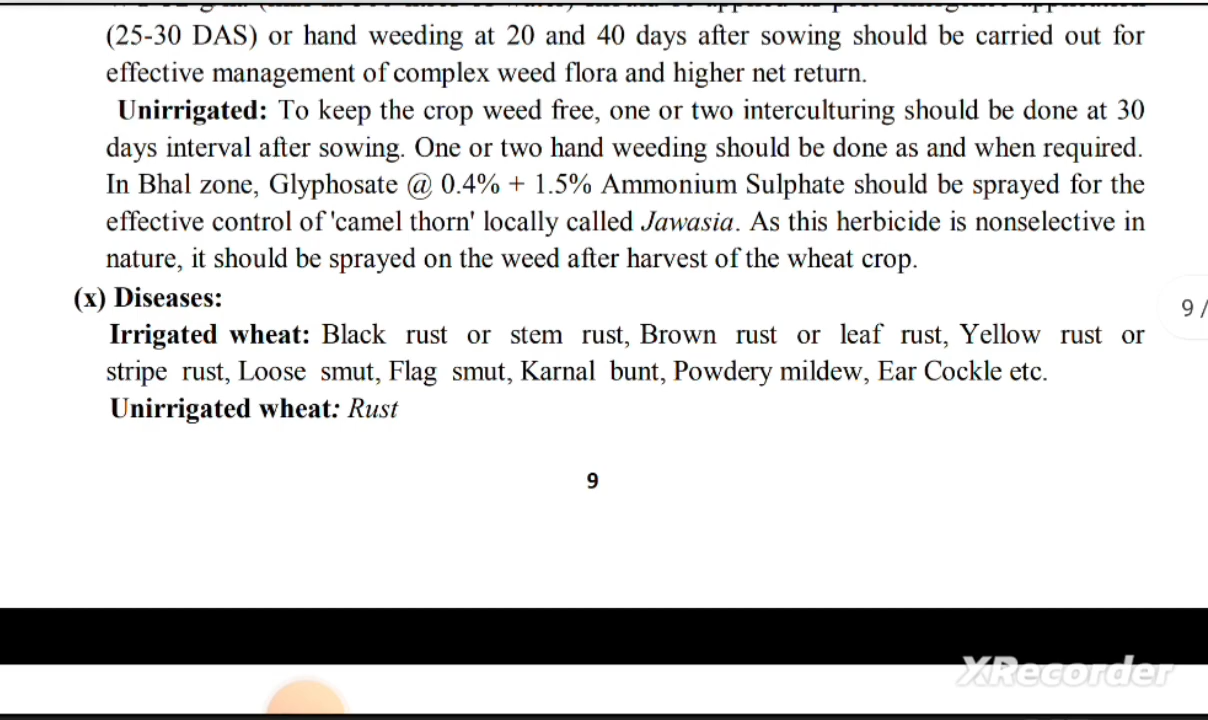 (25-30 DAS) or hand weeding at 20 and 40 days after sowing should be carried out for
effective management of complex weed flora and higher net return.
Unirrigated: To keep the crop weed free, one or two interculturing should be done at 30
days interval after sowing. One or two hand weeding should be done as and when required.
In Bhal zone, Glyphosate @ 0.4% + 1.5% Ammonium Sulphate should be sprayed for the
effective control of 'camel thorn' locally called Jawasia. As this herbicide is nonselective in
nature, it should be sprayed on the weed after harvest of the wheat crop.
(x) Diseases:
9/
Irrigated wheat: Black rust or stem rust, Brown rust or leaf rust, Yellow rust or
stripe rust, Loose smut, Flag smut, Karnal bunt, Powdery mildew, Ear Cockle etc.
Unirrigated wheat: Rust
9
XRecorder